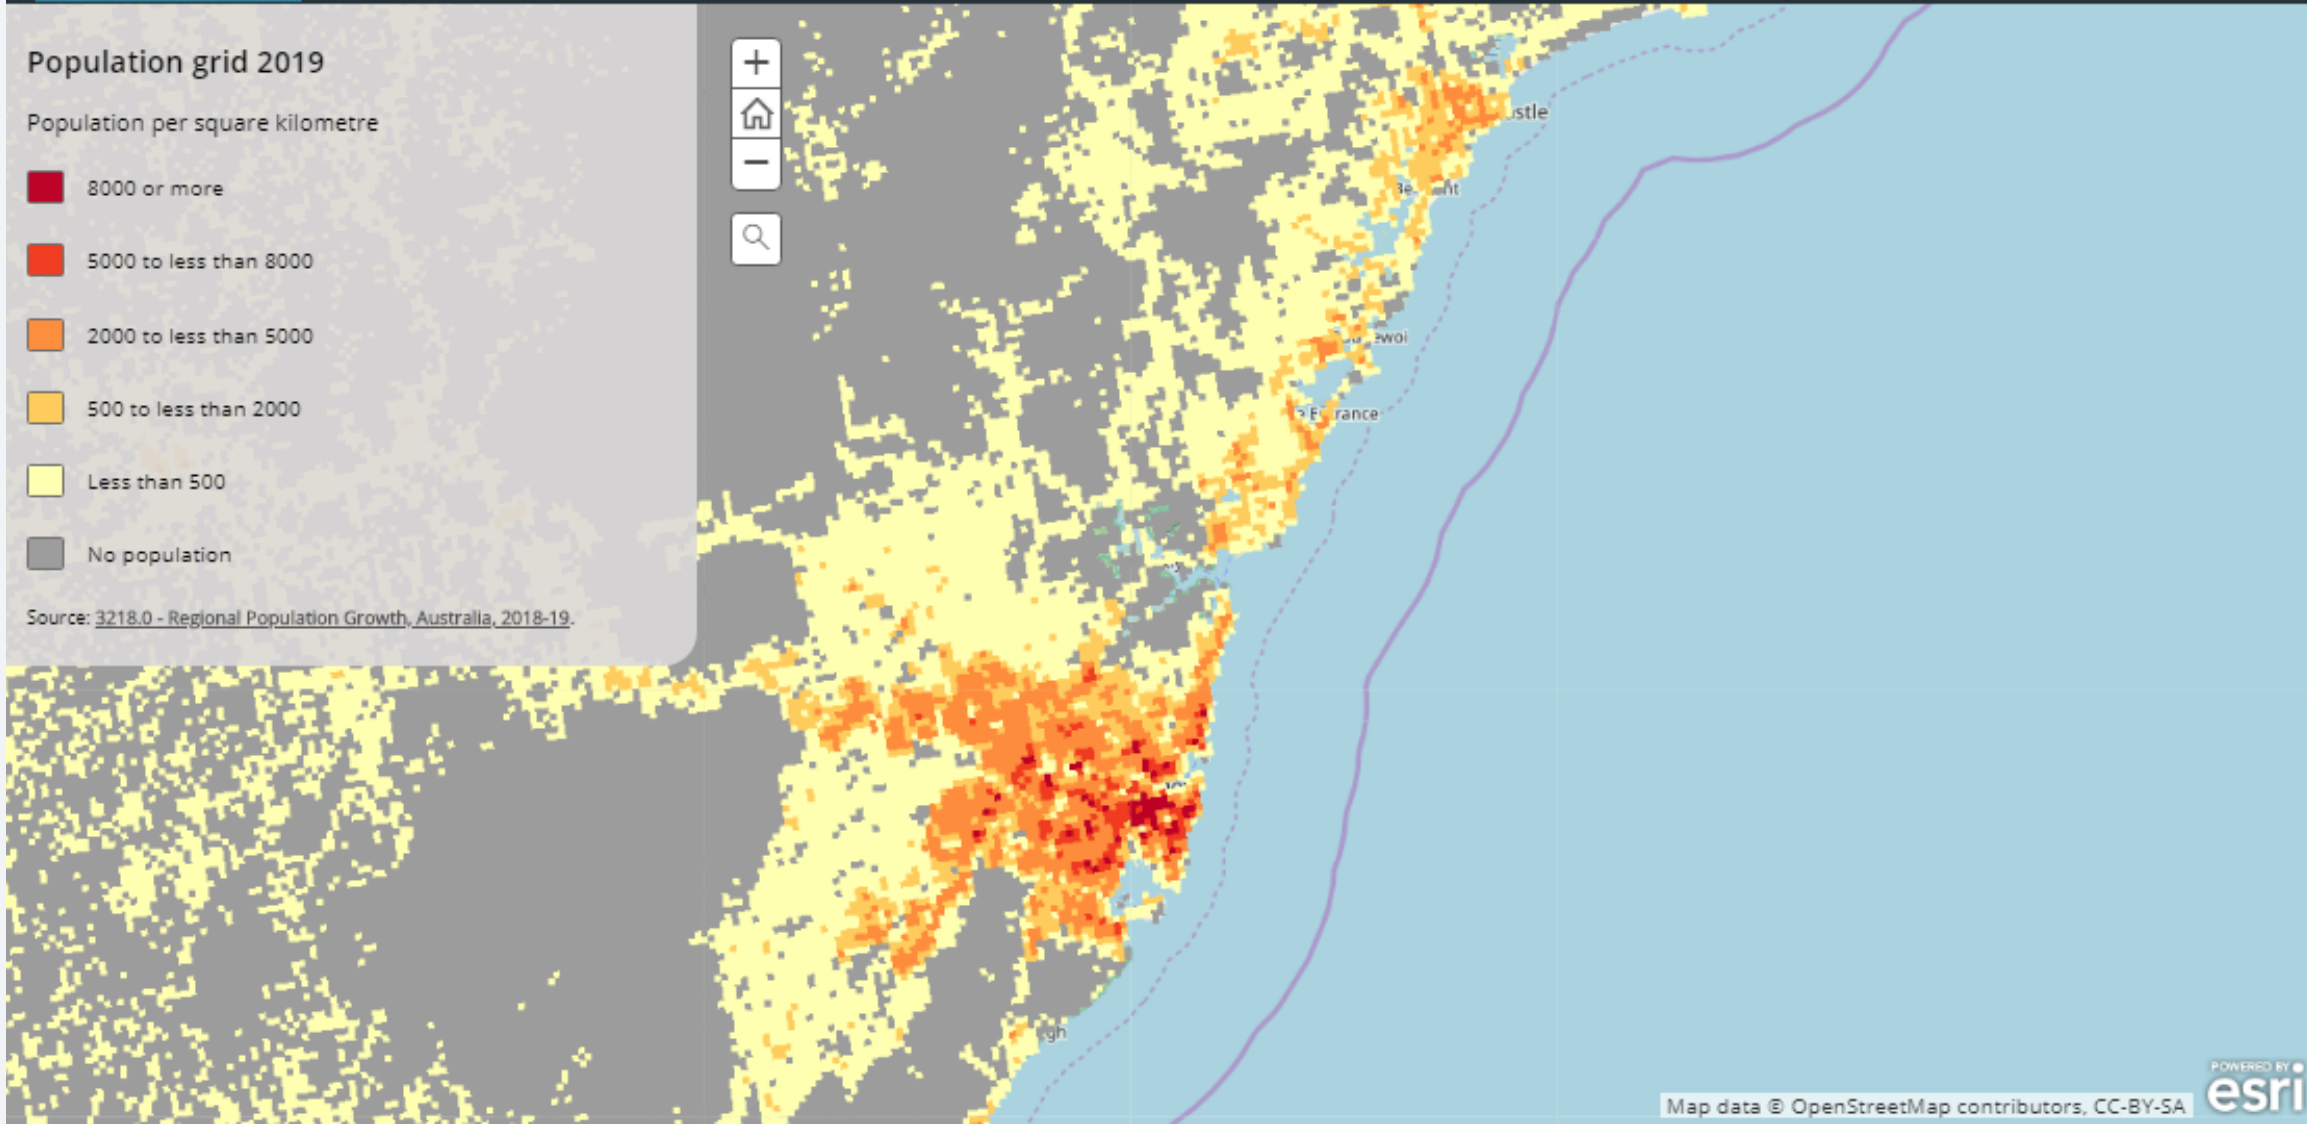 Population grid 2019
Population per square kilometre
8000 or more
5000 to less than 8000
2000 to less than 5000
500 to less than 2000
Less than 500
No population
Source: 3218.0 - Regional Population Growth, Australia, 2018-19.
Map data © OpenStreetMap contributors, CC-BY-SA
POWERED BY
esri